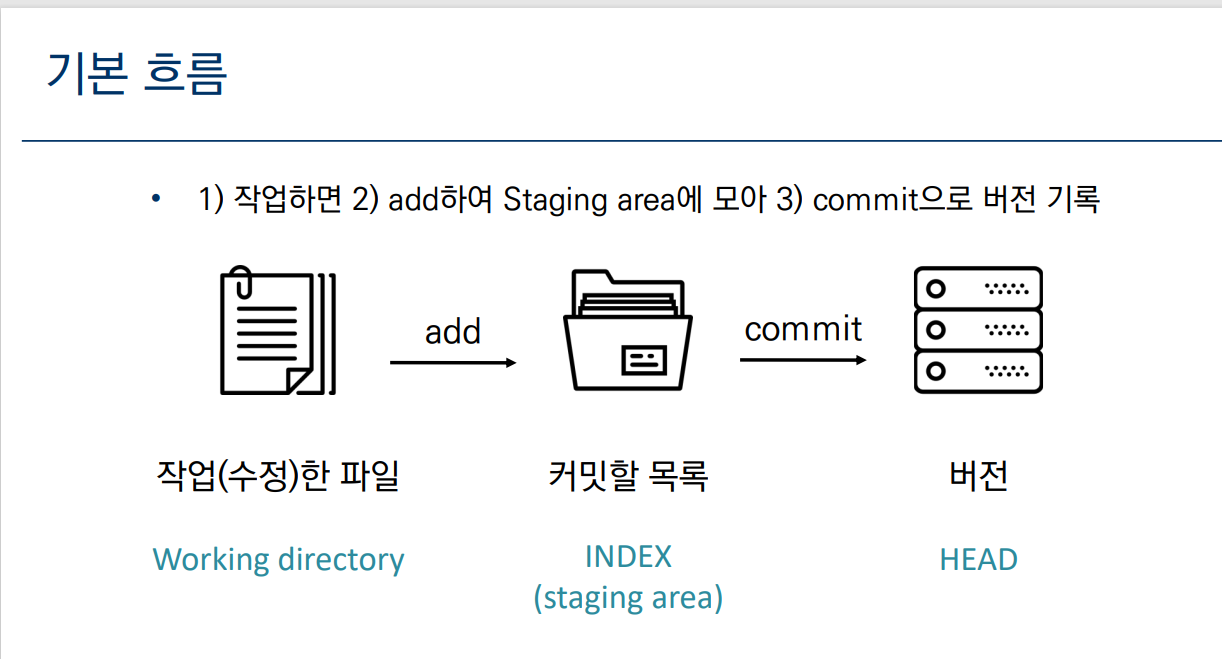 기본 흐름
• 1) 작업하면 2) add하여 Staging area에 모아 3) commit으로 버전 기록
add
commit
작업(수정)한 파일
커밋할 목록
버전
Working directory
INDEX
(staging area)
HEAD